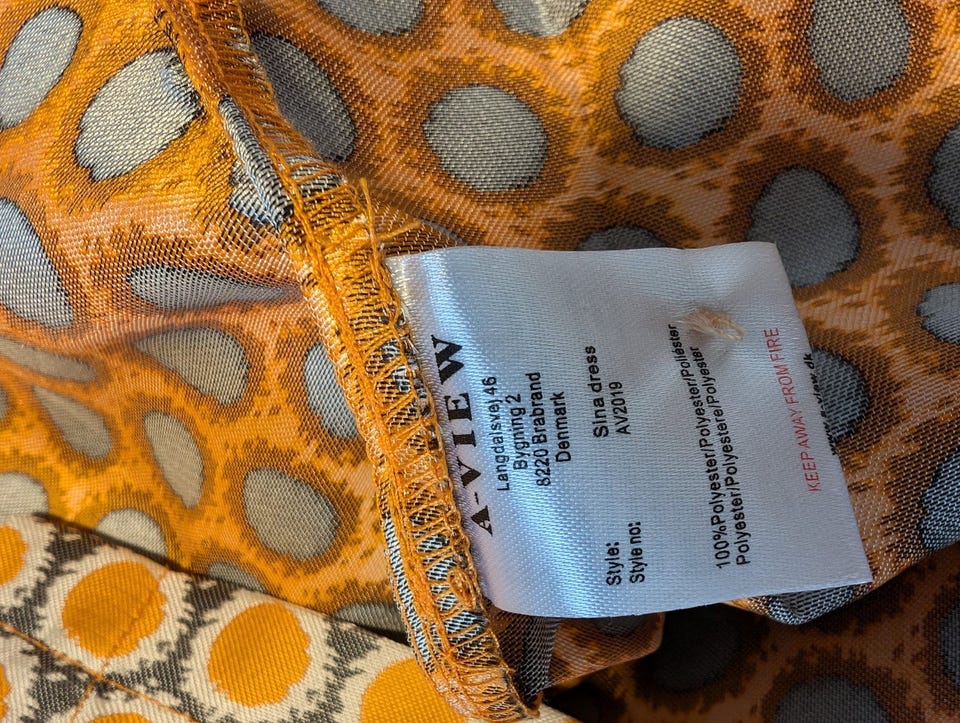 A-VIEW
Langdalsvej 46
Bygning 2
8220 Brabrand
Denmark
Style: Sina dress
Style no: AV2019
100%Polyester/Polyester/Poliéster
Polyester/Polyestere/Polyester
KEEP AWAY FROM FIRE